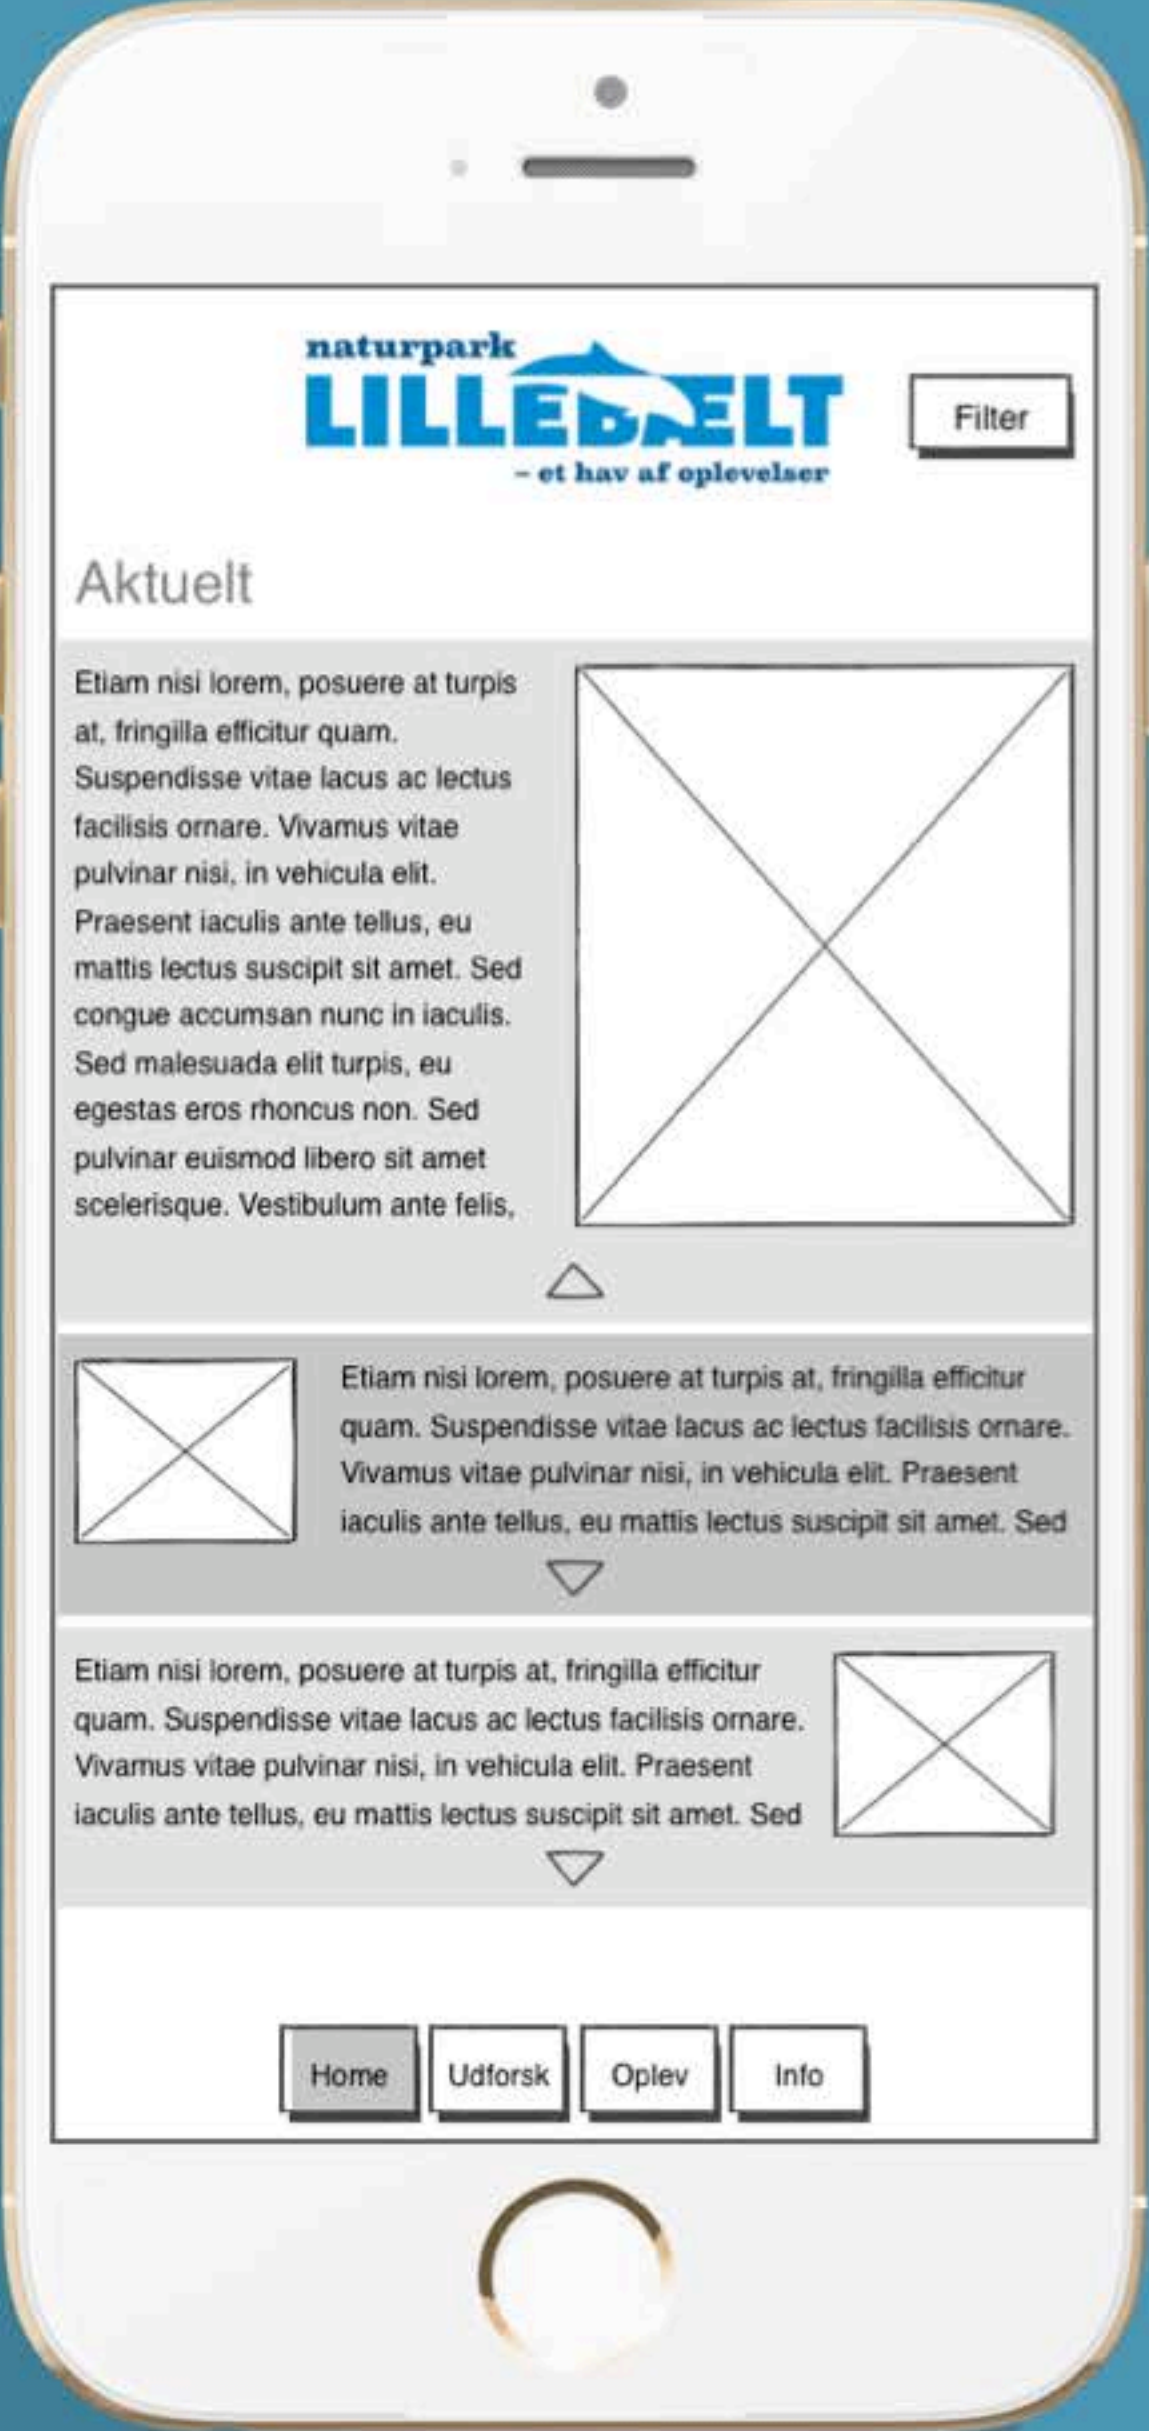 naturpark
LILLEBÆLT
– et hav af oplevelser
Filter
Aktuelt
Etiam nisi lorem, posuere at turpis
at, fringilla efficitur quam.
Suspendisse vitae lacus ac lectus
facilisis ornare. Vivamus vitae
pulvinar nisi, in vehicula elit.
Praesent iaculis ante tellus, eu
mattis lectus suscipit sit amet. Sed
congue accumsan nunc in iaculis.
Sed malesuada elit turpis, eu
egestas eros rhoncus non. Sed
pulvinar euismod libero sit amet
scelerisque. Vestibulum ante felis,
Etiam nisi lorem, posuere at turpis at, fringilla efficitur
quam. Suspendisse vitae lacus ac lectus facilisis ornare.
Vivamus vitae pulvinar nisi, in vehicula elit. Praesent
iaculis ante tellus, eu mattis lectus suscipit sit amet. Sed
Etiam nisi lorem, posuere at turpis at, fringilla efficitur
quam. Suspendisse vitae lacus ac lectus facilisis ornare.
Vivamus vitae pulvinar nisi, in vehicula elit. Praesent
iaculis ante tellus, eu mattis lectus suscipit sit amet. Sed
Home
Udforsk
Oplev
Info